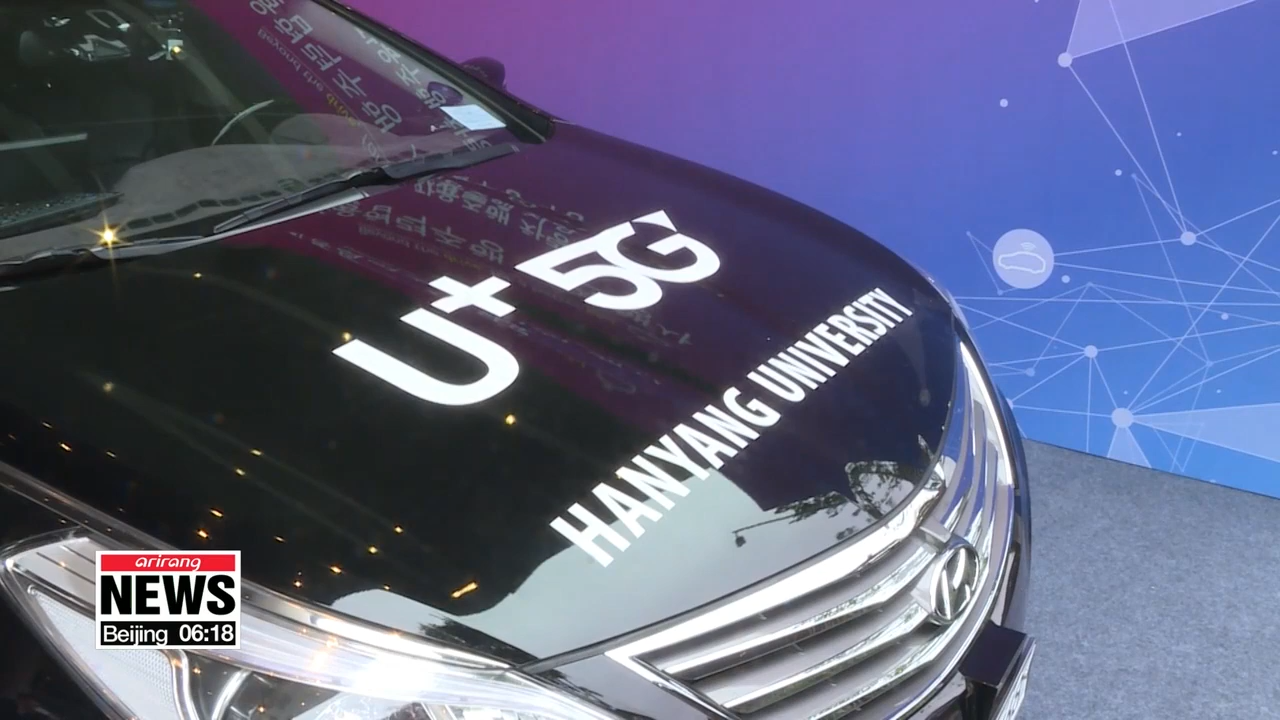 U+ 5G
HANYANG UNIVERSITY
arirang
NEWS
Beijing 06:18